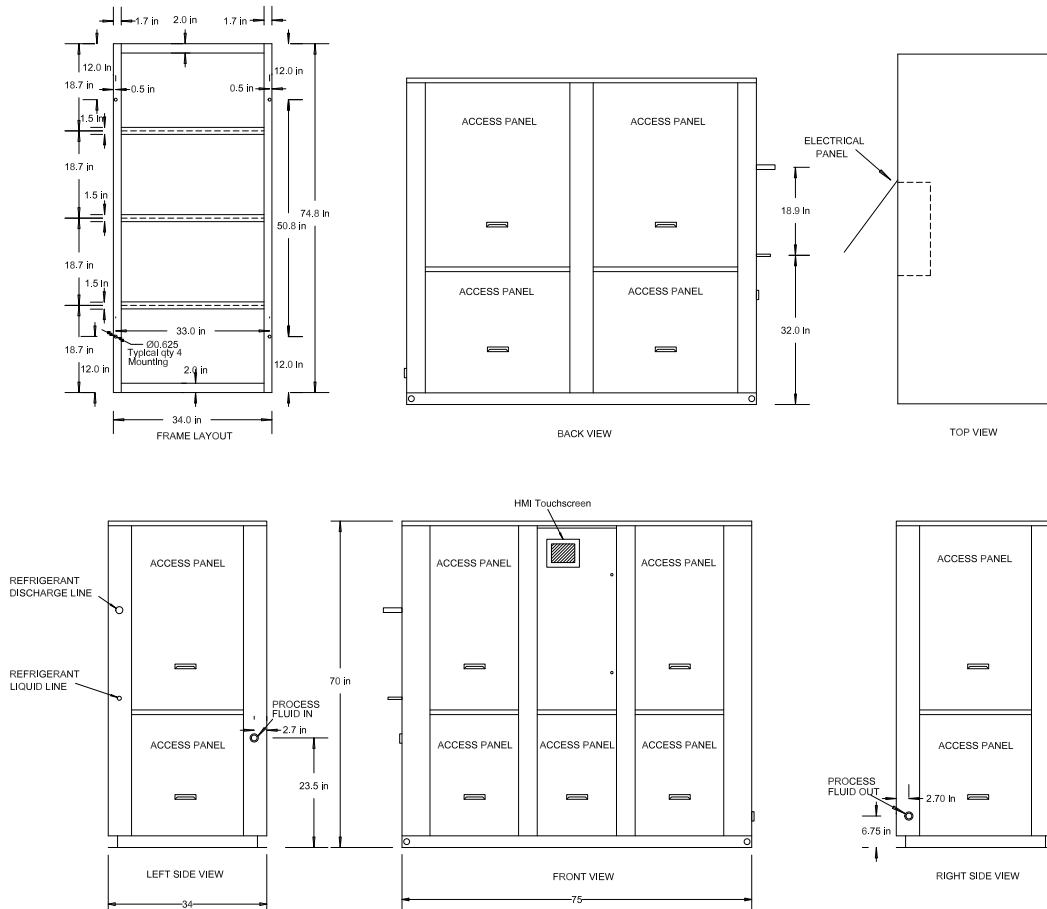 1.7 in
2.0 in
1.7 in
12.0 in
12.0 in
18.7 in
0.5 in
0.5 in
1.5 in
18.7 in
1.5 in
74.8 in
50.8 in
18.7 in
1.5 in
33.0 in
Ø0.625
Typical qty 4
Mounting
18.7 in
12.0 in
2.0 in
12.0 in
34.0 in
FRAME LAYOUT
ACCESS PANEL
ACCESS PANEL
ACCESS PANEL
ACCESS PANEL
18.9 in
32.0 in
BACK VIEW
ELECTRICAL
PANEL
TOP VIEW
REFRIGERANT
DISCHARGE LINE
REFRIGERANT
LIQUID LINE
ACCESS PANEL
PROCESS
FLUID IN
2.7 in
ACCESS PANEL
23.5 in
LEFT SIDE VIEW
34
HMI Touchscreen
ACCESS PANEL
ACCESS PANEL
70 in
ACCESS PANEL
ACCESS PANEL
ACCESS PANEL
FRONT VIEW
75
ACCESS PANEL
ACCESS PANEL
PROCESS
FLUID OUT
2.70 in
6.75 in
RIGHT SIDE VIEW